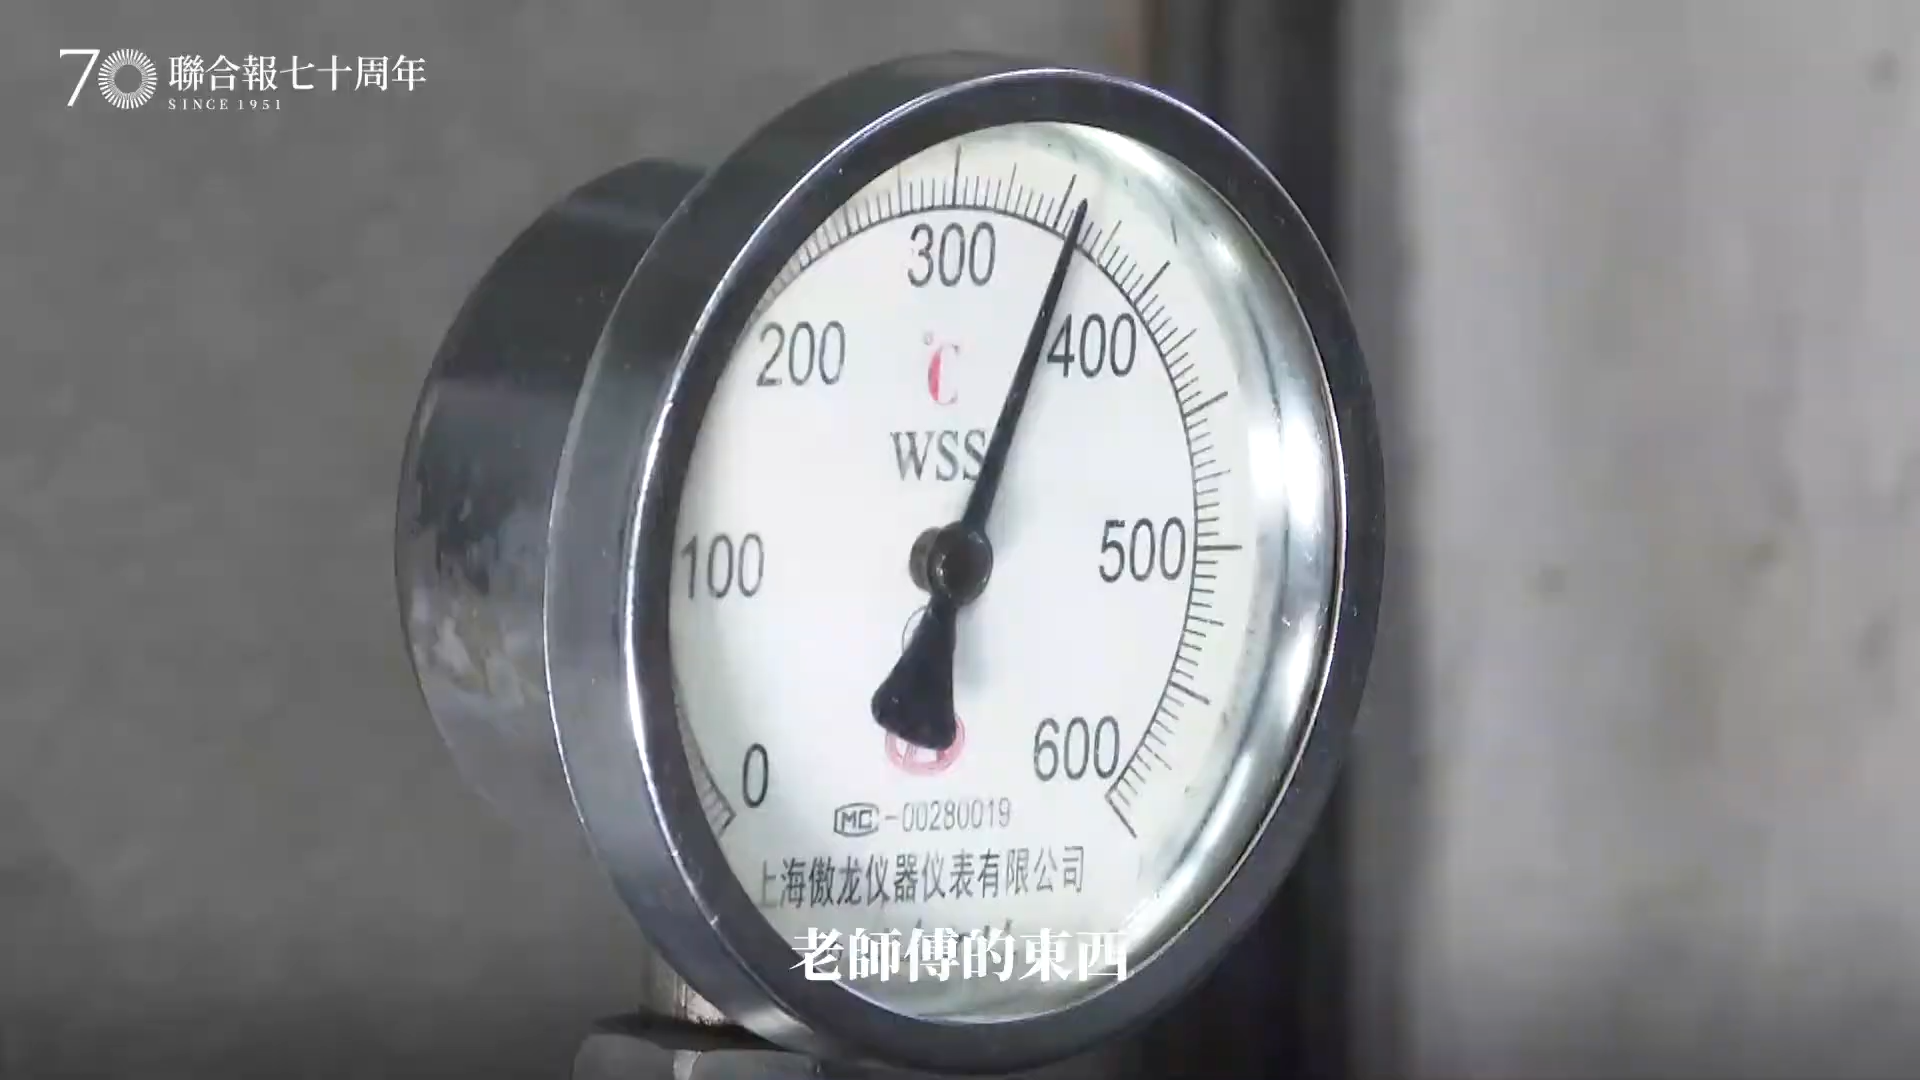 70 聯合報七十周年
SINCE 1951
300
200
400
℃
WSS
100
500
0
600
MC-00280019
上海傲龙仪器仪表有限公司
老師傅的東西